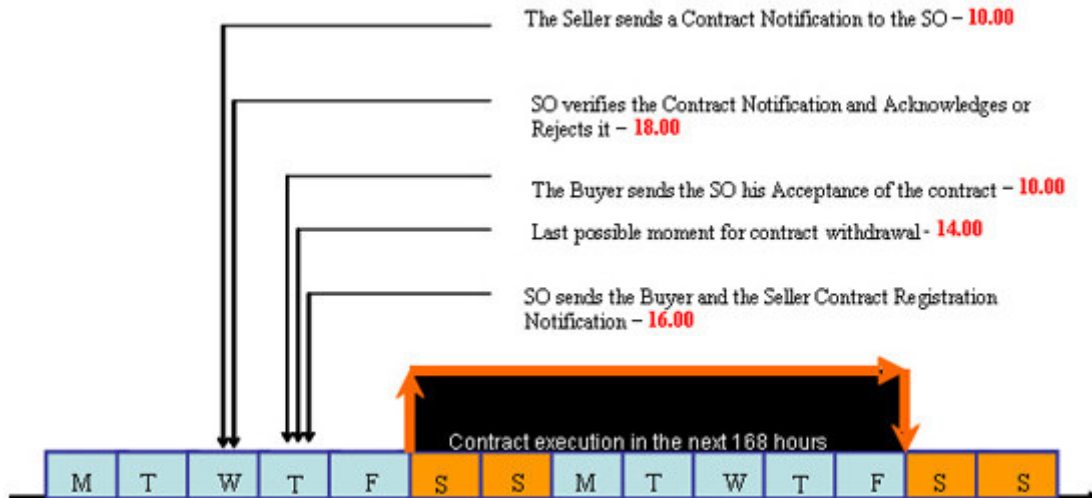 The Seller sends a Contract Notification to the SO – 10.00
SO verifies the Contract Notification and Acknowledges or
Rejects it – 18.00
The Buyer sends the SO his Acceptance of the contract – 10.00
Last possible moment for contract withdrawal- 14.00
SO sends the Buyer and the Seller Contract Registration
Notification – 16.00
Contract execution in the next 168 hours
M T W T F S S M T W T F S S